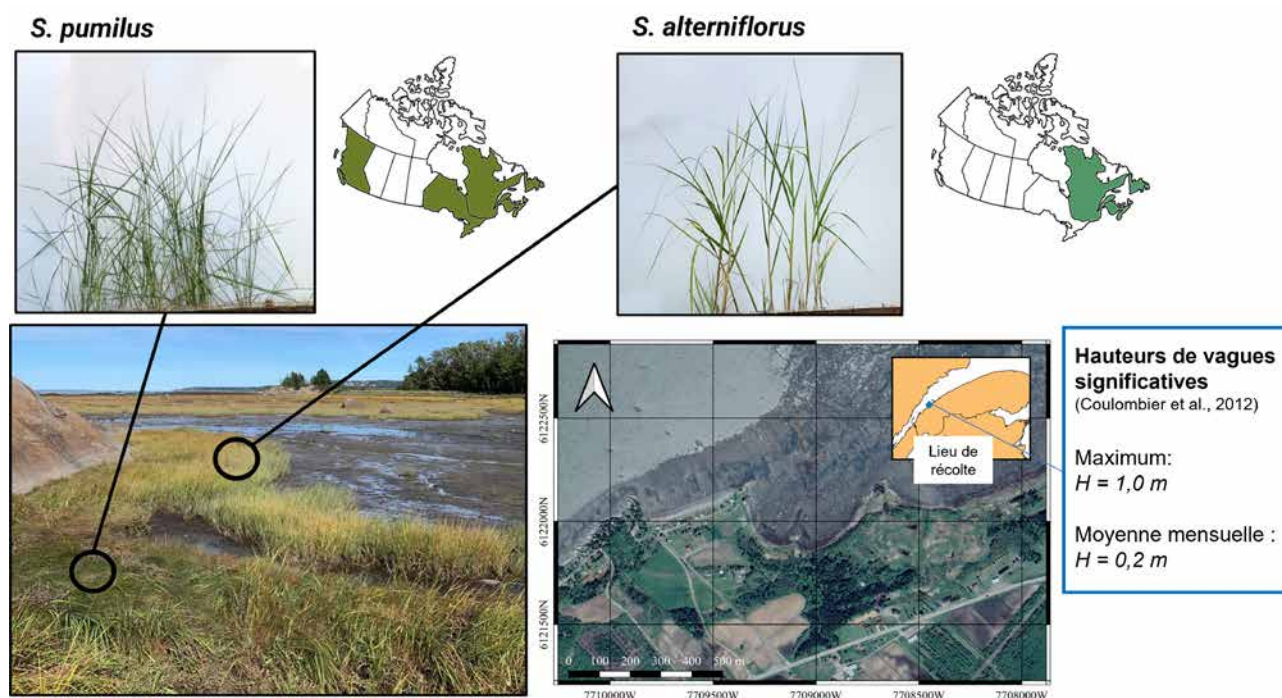 S. pumilus
S. alterniflorus
6122500N
6122000N
6121500N
Lieu de
récolte
0 100 200 300 400 500 m
7710000W 7709500W 7709000W 7708500W 7708000W
Hauteurs de vagues
significatives
(Coulombier et al., 2012)
Maximum:
H = 1,0 m
Moyenne mensuelle :
H = 0,2 m